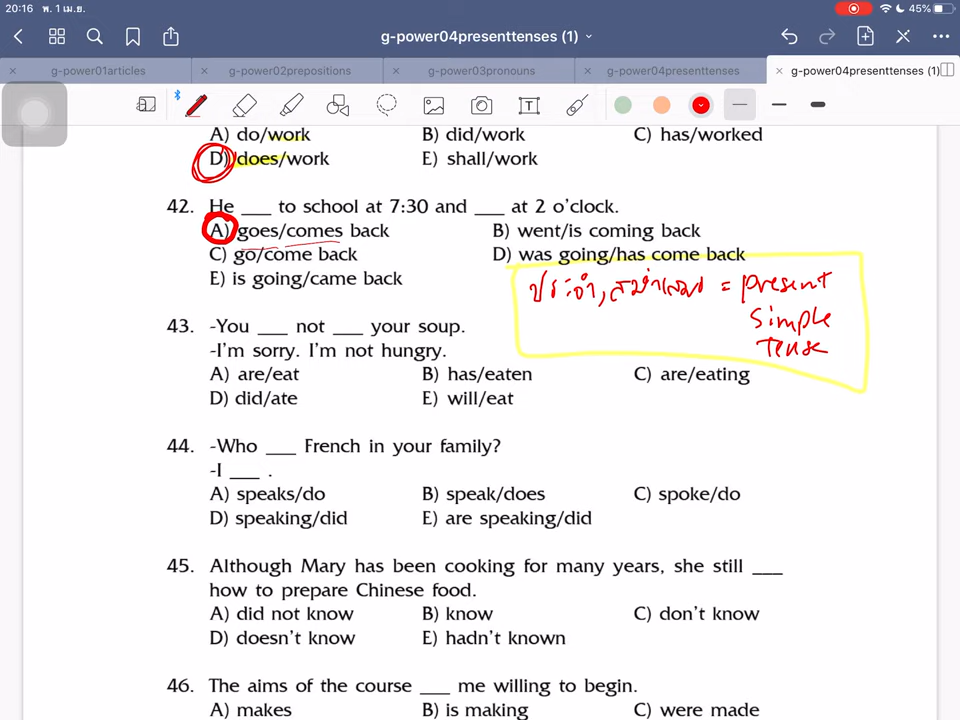 20:16 พ. 1 เม.ย. 45%
g-power04presenttenses (1)
g-power01articles g-power02prepositions g-power03pronouns g-power04presenttenses g-power04presenttenses (1)
A) do/work B) did/work C) has/worked
D) does/work E) shall/work
42. He ___ to school at 7:30 and ___ at 2 o'clock.
A) goes/comes back B) went/is coming back
C) go/come back D) was going/has come back
E) is going/came back
ประจำ, สม่ำเสมอ = present
simple
Tense
43. -You ___ not ___ your soup.
-I'm sorry. I'm not hungry.
A) are/eat B) has/eaten C) are/eating
D) did/ate E) will/eat
44. -Who ___ French in your family?
-I ___ .
A) speaks/do B) speak/does C) spoke/do
D) speaking/did E) are speaking/did
45. Although Mary has been cooking for many years, she still ___
how to prepare Chinese food.
A) did not know B) know C) don't know
D) doesn't know E) hadn't known
46. The aims of the course ___ me willing to begin.
A) makes B) is making C) were made